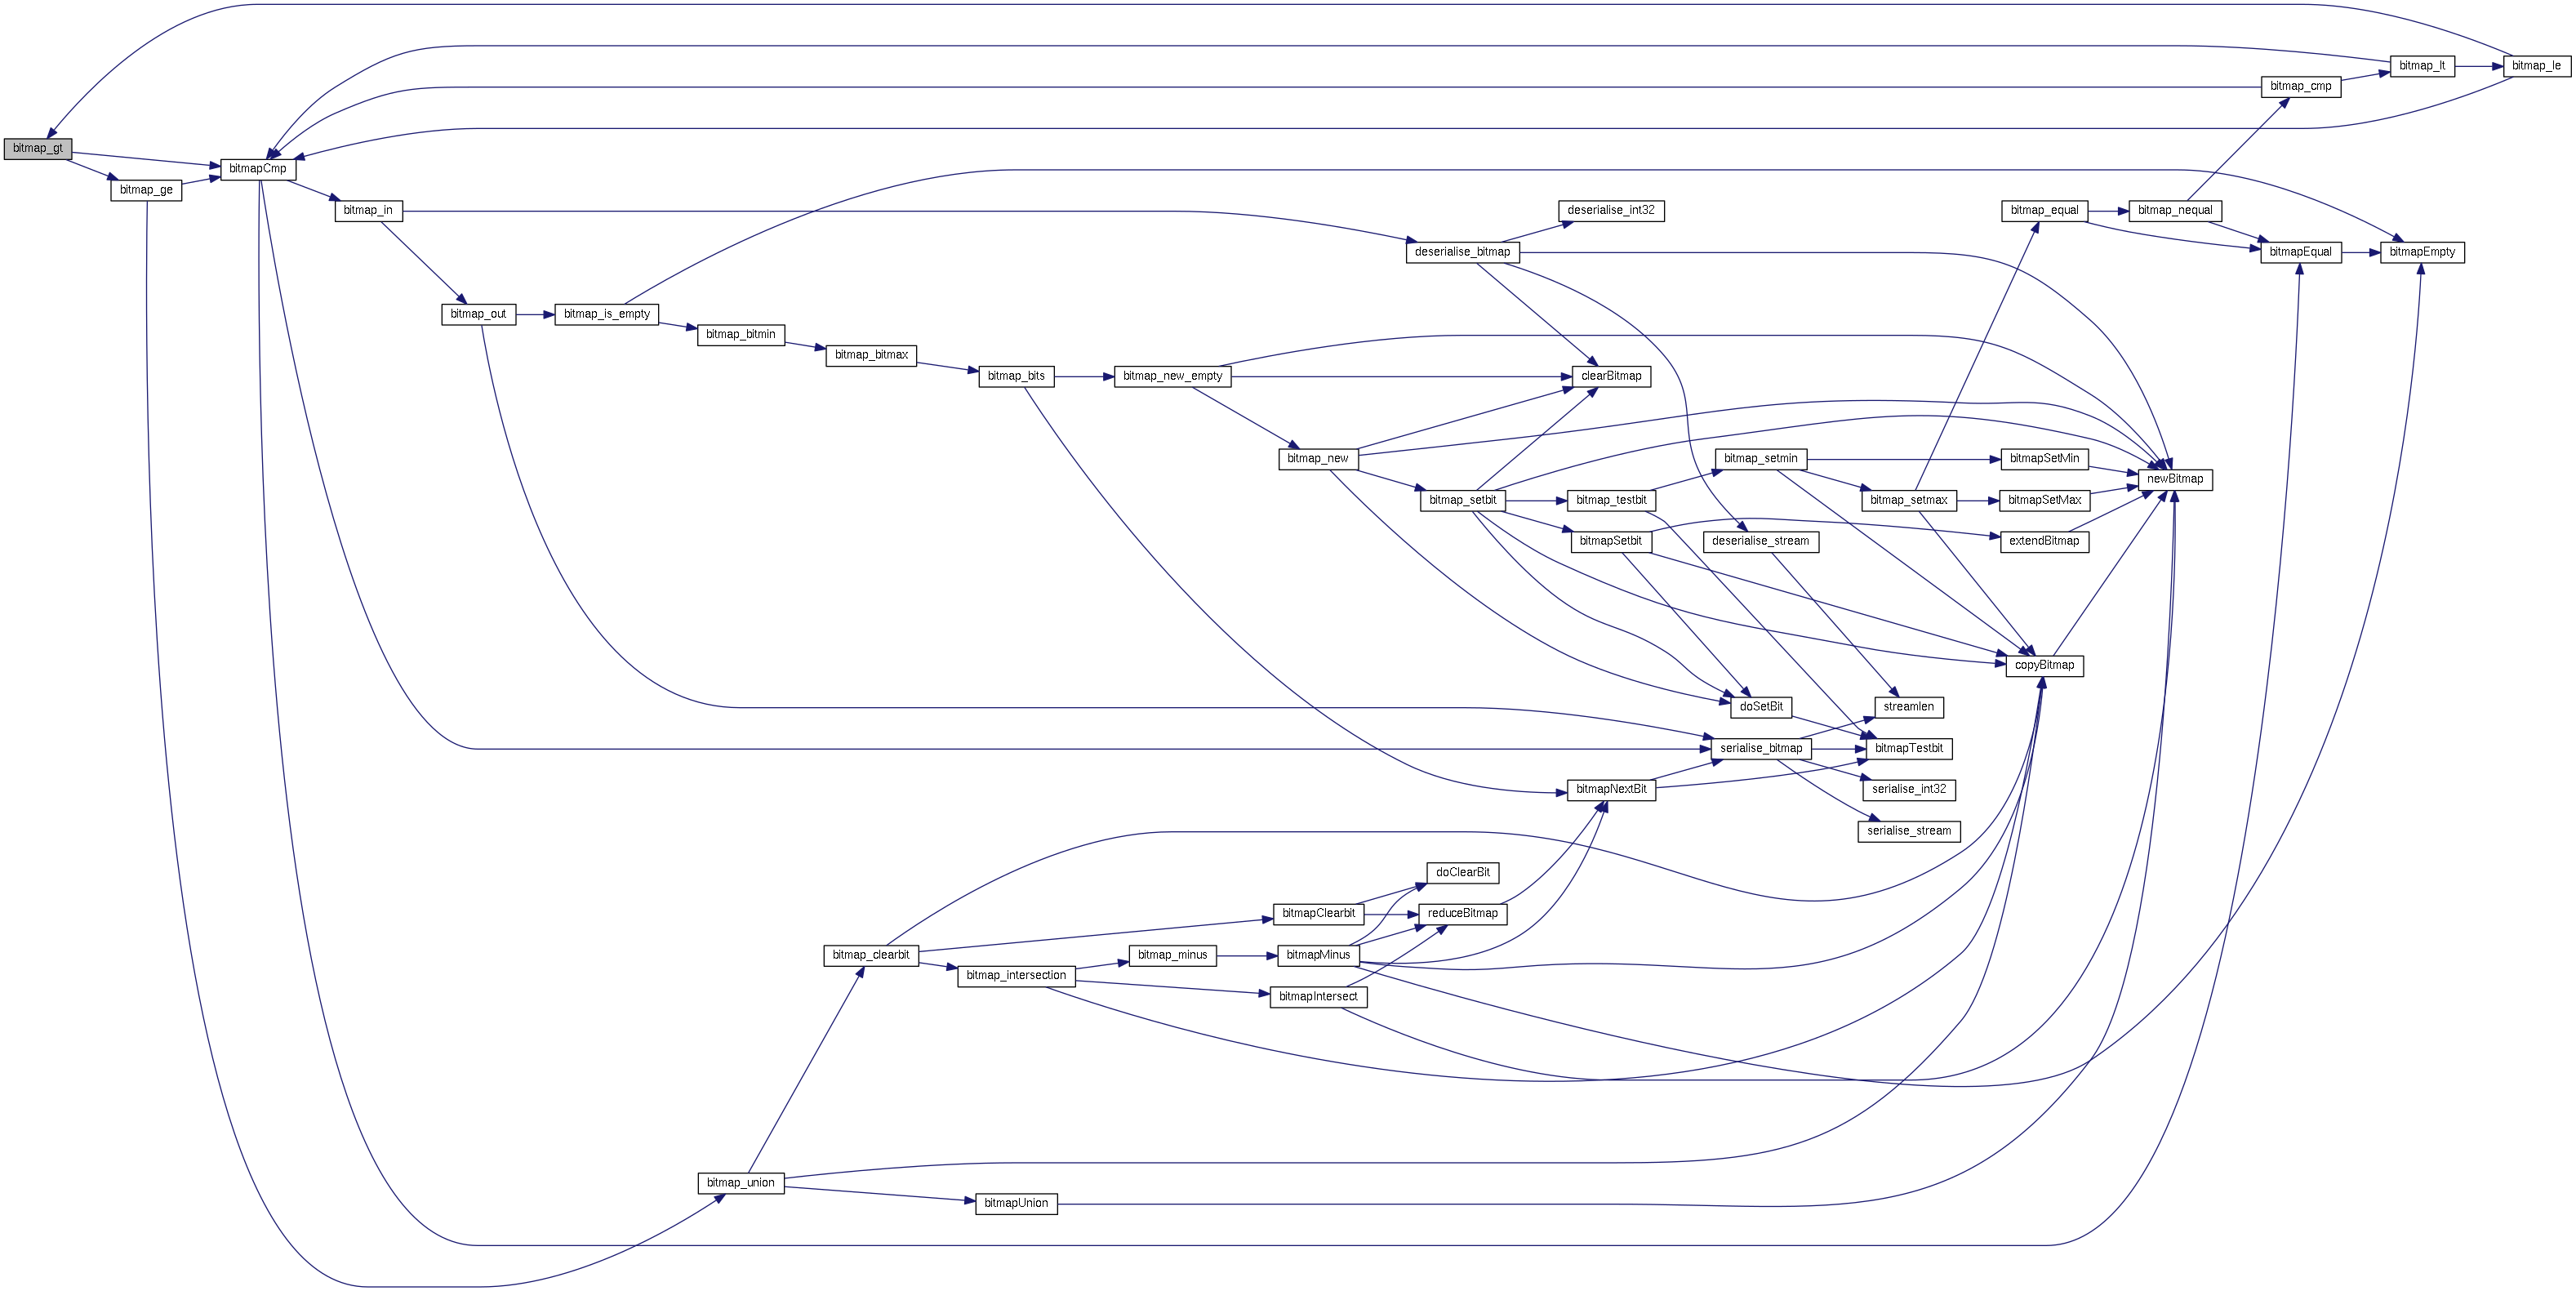 bitmap_lt
bitmap_le
bitmap_cmp
bitmap_gt
bitmapCmp
bitmap_ge
bitmap_in
deserialise_int32
bitmap_equal
bitmap_nequal
deserialise_bitmap
bitmapEqual
bitmapEmpty
bitmap_out
bitmap_is_empty
bitmap_bitmin
bitmap_bitmax
bitmap_bits
bitmap_new_empty
clearBitmap
bitmap_new
bitmap_setmin
bitmapSetMin
newBitmap
bitmap_setbit
bitmap_testbit
bitmap_setmax
bitmapSetMax
bitmapSetbit
deserialise_stream
extendBitmap
copyBitmap
doSetBit
streamlen
serialise_bitmap
bitmapTestbit
bitmapNextBit
serialise_int32
serialise_stream
doClearBit
bitmapClearbit
reduceBitmap
bitmap_clearbit
bitmap_minus
bitmapMinus
bitmap_intersection
bitmapIntersect
bitmap_union
bitmapUnion